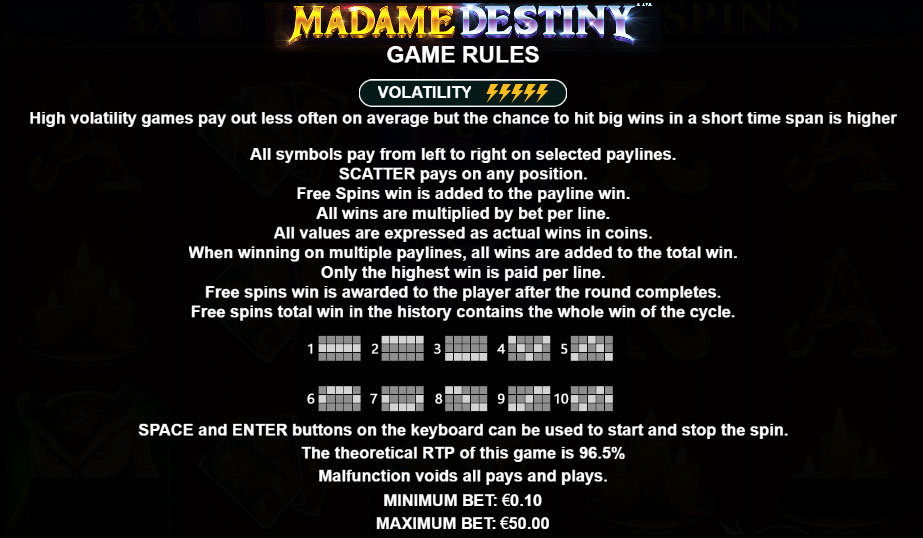 3X SPINS
MADAME DESTINY™
GAME RULES
VOLATILITY
High volatility games pay out less often on average but the chance to hit big wins in a short time span is higher
All symbols pay from left to right on selected paylines.
SCATTER pays on any position.
Free Spins win is added to the payline win.
All wins are multiplied by bet per line.
All values are expressed as actual wins in coins.
When winning on multiple paylines, all wins are added to the total win.
Only the highest win is paid per line.
Free spins win is awarded to the player after the round completes.
Free spins total win in the history contains the whole win of the cycle.
1 2 3 4 5
6 7 8 9 10
SPACE and ENTER buttons on the keyboard can be used to start and stop the spin.
The theoretical RTP of this game is 96.5%
Malfunction voids all pays and plays.
MINIMUM BET: €0.10
MAXIMUM BET: €50.00